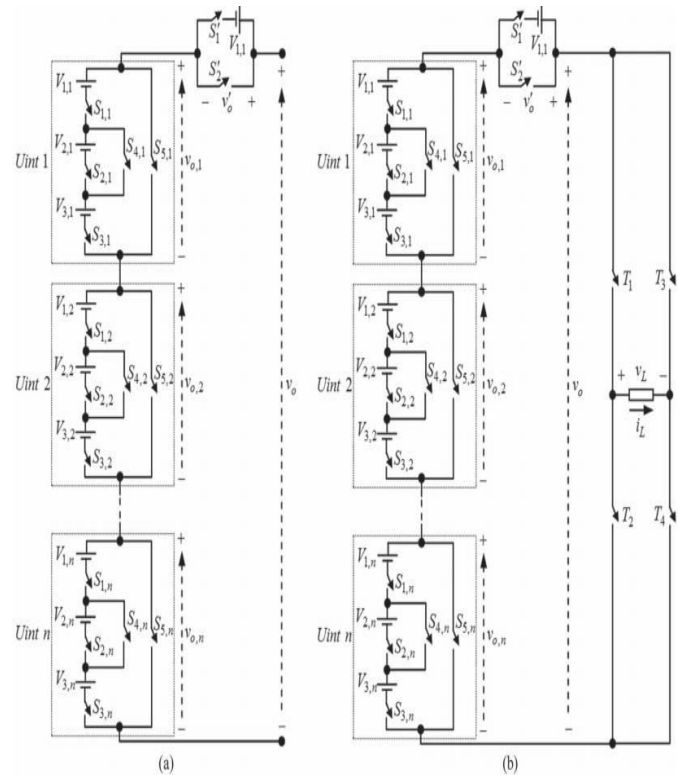 S′1
V1,1
S′2
− v′o +
+
+
V1,1
S1,1
V2,1
S4,1
S5,1
Uint 1
S2,1
vo,1
V3,1
S3,1
−
+
V1,2
S1,2
V2,2
S4,2
S5,2
Uint 2
S2,2
vo,2
vo
V3,2
S3,2
−
+
V1,n
S1,n
V2,n
S4,n
S5,n
Uint n
S2,n
vo,n
V3,n
S3,n
−
−
(a)
S′1
V1,1
S′2
− v′o +
+
+
V1,1
S1,1
V2,1
S4,1
S5,1
Uint 1
S2,1
vo,1
V3,1
S3,1
−
+
V1,2
S1,2
V2,2
S4,2
S5,2
Uint 2
S2,2
vo,2
vo
V3,2
S3,2
−
+
V1,n
S1,n
V2,n
S4,n
S5,n
Uint n
S2,n
vo,n
V3,n
S3,n
−
−
T1
T3
+ vL −
iL
T2
T4
(b)